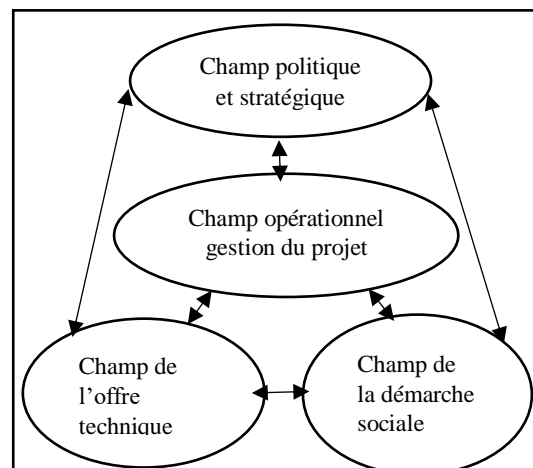 Champ politique
et stratégique
Champ opérationnel
gestion du projet
Champ de
l’offre
technique
Champ de
la démarche
sociale